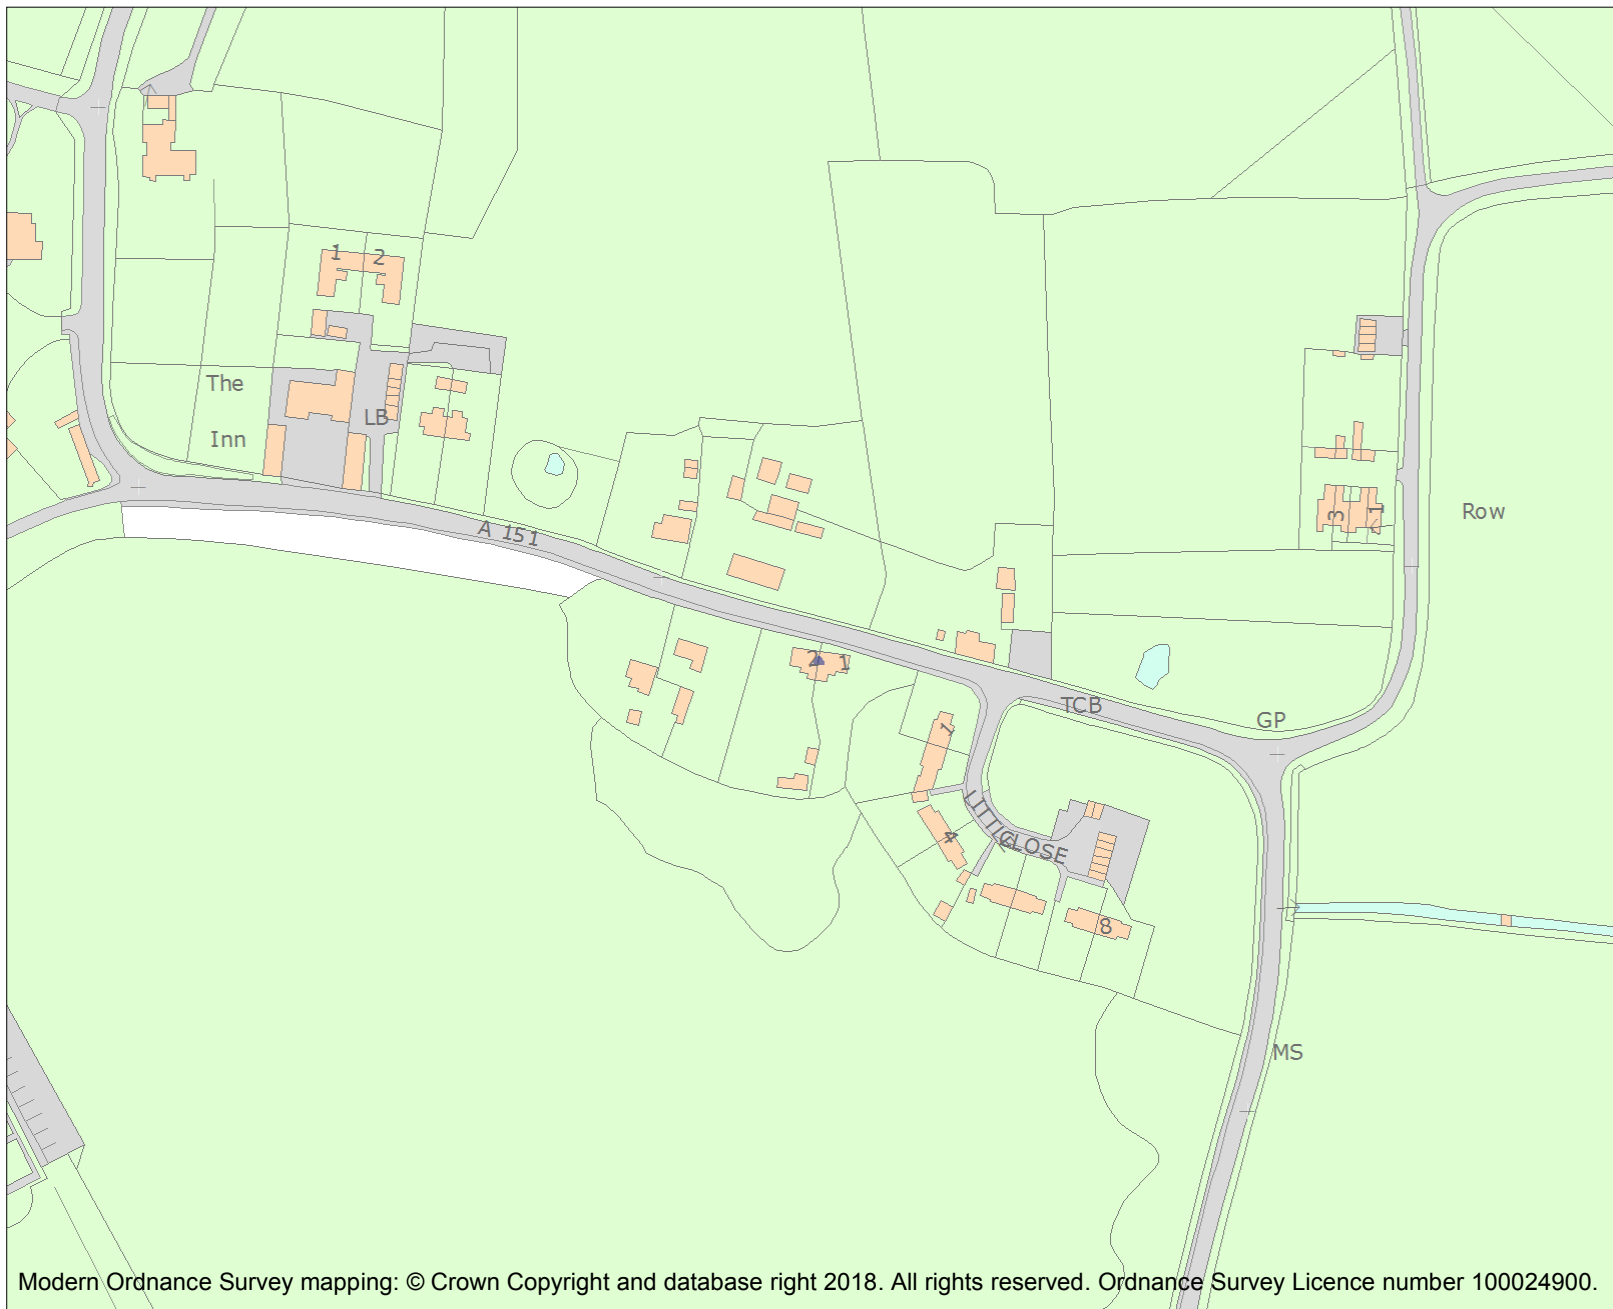 1 2
The
Inn
LB
A 151
3 1
Row
2 1
TCB
GP
1
LITTLE
CLOSE
4
8
MS
Modern Ordnance Survey mapping: © Crown Copyright and database right 2018. All rights reserved. Ordnance Survey Licence number 100024900.